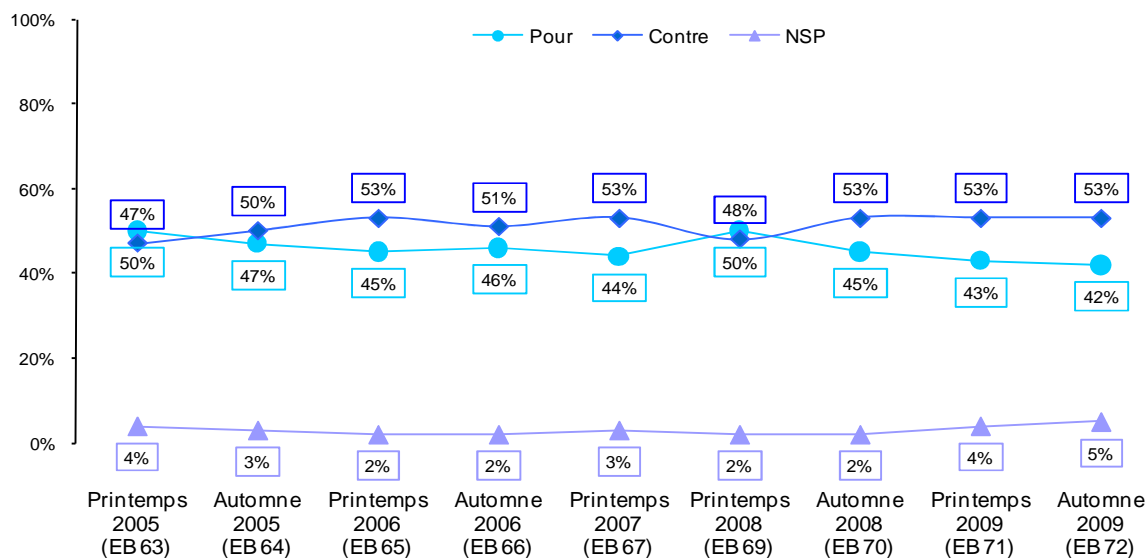 100%
Pour Contre NSP
80%
60%
47% 50% 53% 51% 53% 48% 53% 53% 53%
50% 47% 45% 46% 44% 50% 45% 43% 42%
40%
20%
0%
4% 3% 2% 2% 3% 2% 2% 4% 5%
Printemps Automne Printemps Automne Printemps Printemps Automne Printemps Automne
2005 2005 2006 2006 2007 2008 2008 2009 2009
(EB 63) (EB 64) (EB 65) (EB 66) (EB 67) (EB 69) (EB 70) (EB 71) (EB 72)